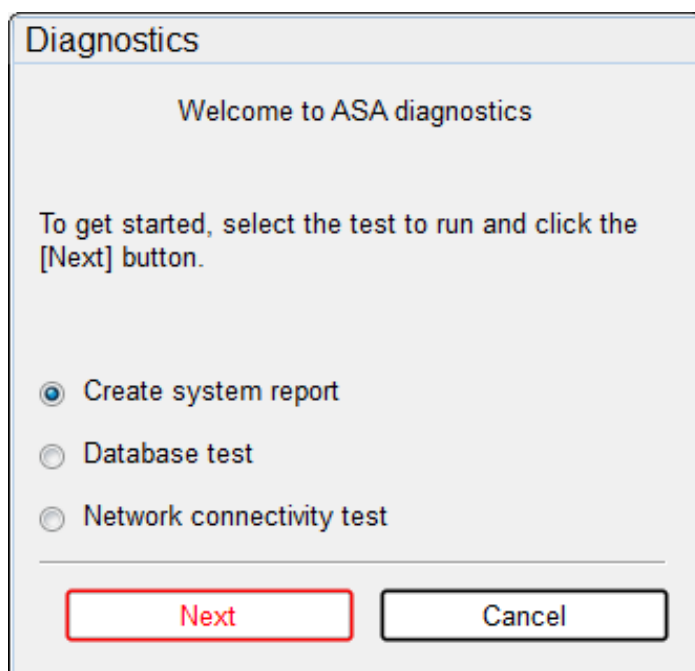 Diagnostics
Welcome to ASA diagnostics
To get started, select the test to run and click the
[Next] button.
Create system report
Database test
Network connectivity test
Next
Cancel